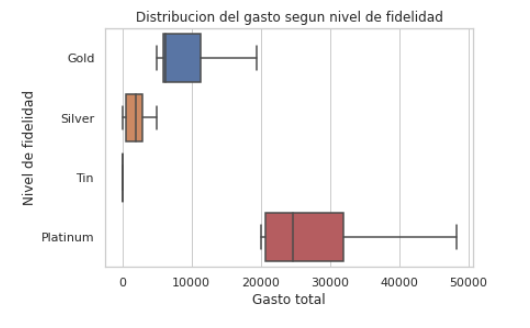 Distribucion del gasto segun nivel de fidelidad
Nivel de fidelidad
Gold
Silver
Tin
Platinum
0 10000 20000 30000 40000 50000
Gasto total